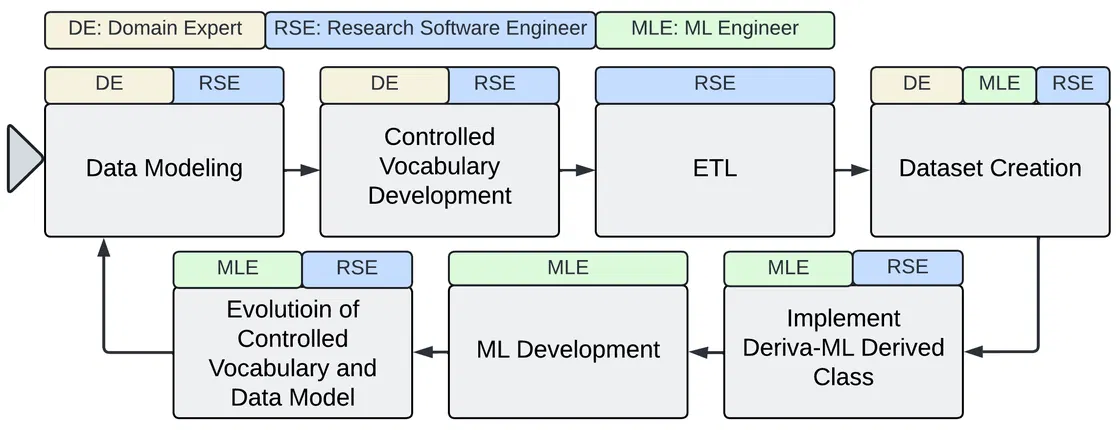 DE: Domain Expert
RSE: Research Software Engineer
MLE: ML Engineer
DE
RSE
Data Modeling
DE
RSE
Controlled
Vocabulary
Development
RSE
ETL
DE
MLE
RSE
Dataset Creation
MLE
RSE
Evolutioin of
Controlled
Vocabulary and
Data Model
MLE
ML Development
MLE
RSE
Implement
Deriva-ML Derived
Class